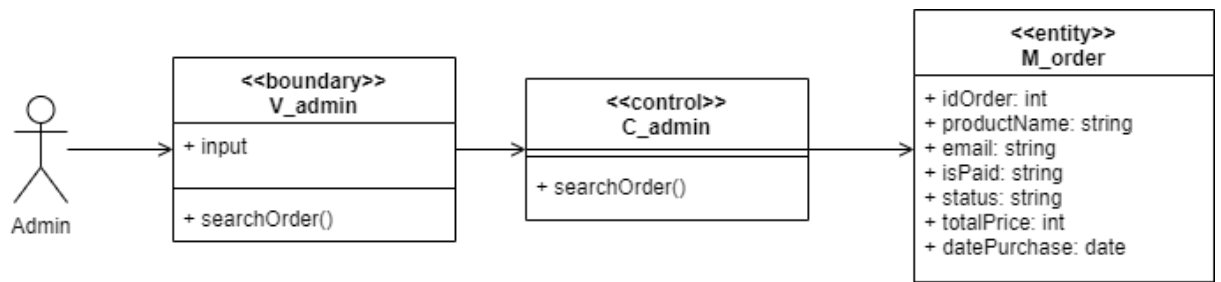 Admin
<<boundary>>
V_admin
+ input
+ searchOrder()
<<control>>
C_admin
+ searchOrder()
<<entity>>
M_order
+ idOrder: int
+ productName: string
+ email: string
+ isPaid: string
+ status: string
+ totalPrice: int
+ datePurchase: date